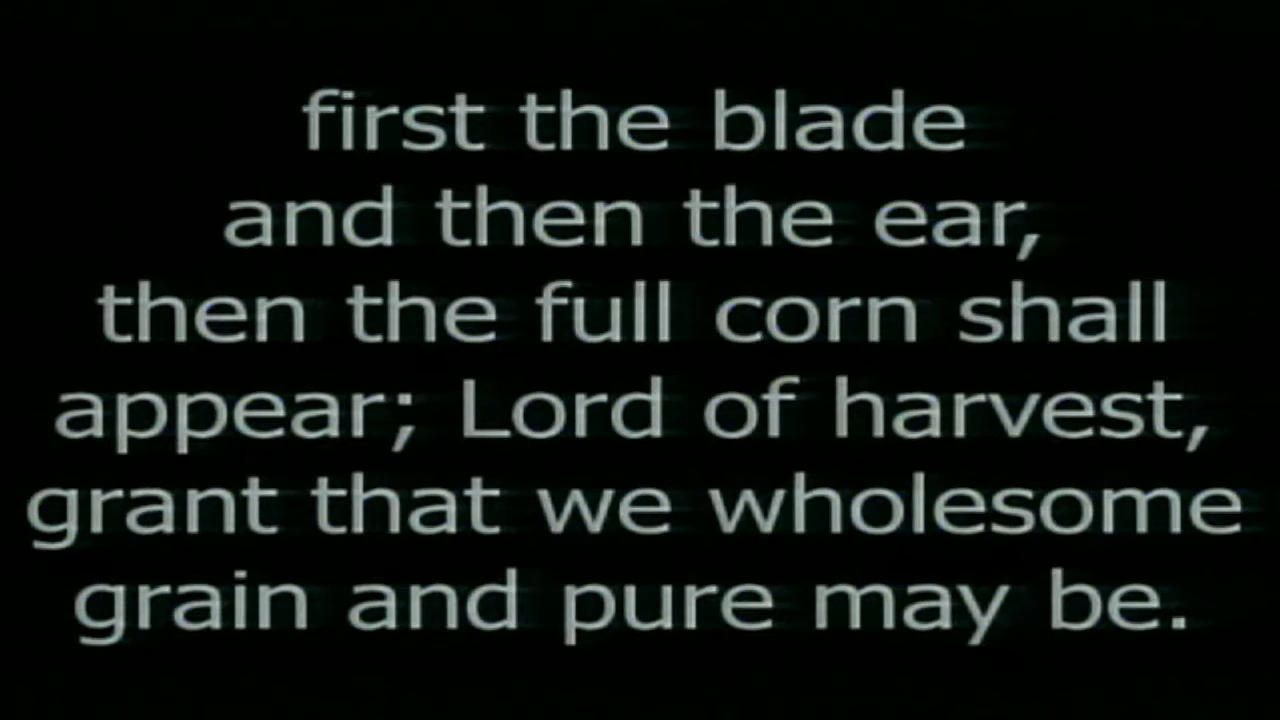 first the blade
and then the ear,
then the full corn shall
appear; Lord of harvest,
grant that we wholesome
grain and pure may be.